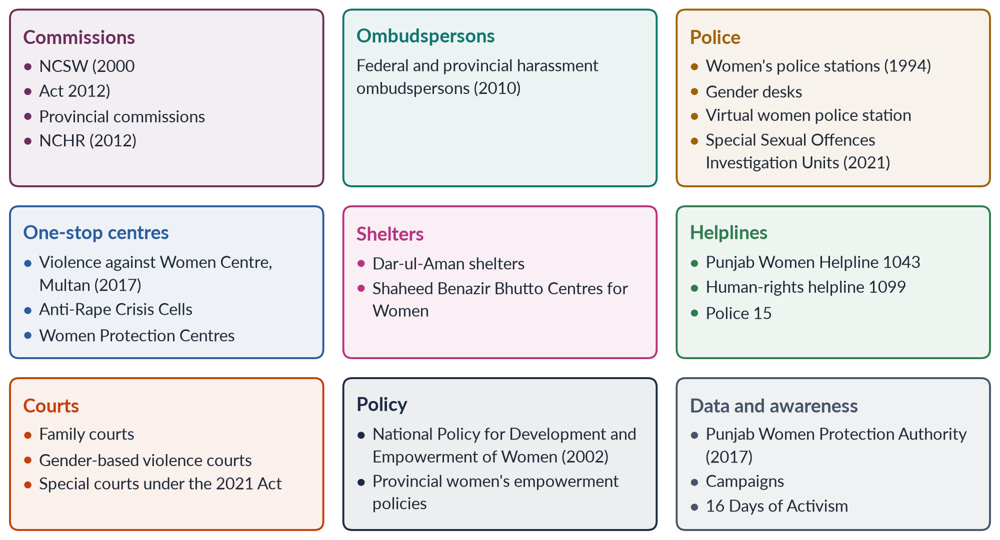 Commissions
NCSW (2000
Act 2012)
Provincial commissions
NCHR (2012)
Ombudspersons
Federal and provincial harassment
ombudspersons (2010)
Police
Women's police stations (1994)
Gender desks
Virtual women police station
Special Sexual Offences
Investigation Units (2021)
One-stop centres
Violence against Women Centre,
Multan (2017)
Anti-Rape Crisis Cells
Women Protection Centres
Shelters
Dar-ul-Aman shelters
Shaheed Benazir Bhutto Centres for
Women
Helplines
Punjab Women Helpline 1043
Human-rights helpline 1099
Police 15
Courts
Family courts
Gender-based violence courts
Special courts under the 2021 Act
Policy
National Policy for Development and
Empowerment of Women (2002)
Provincial women's empowerment
policies
Data and awareness
Punjab Women Protection Authority
(2017)
Campaigns
16 Days of Activism